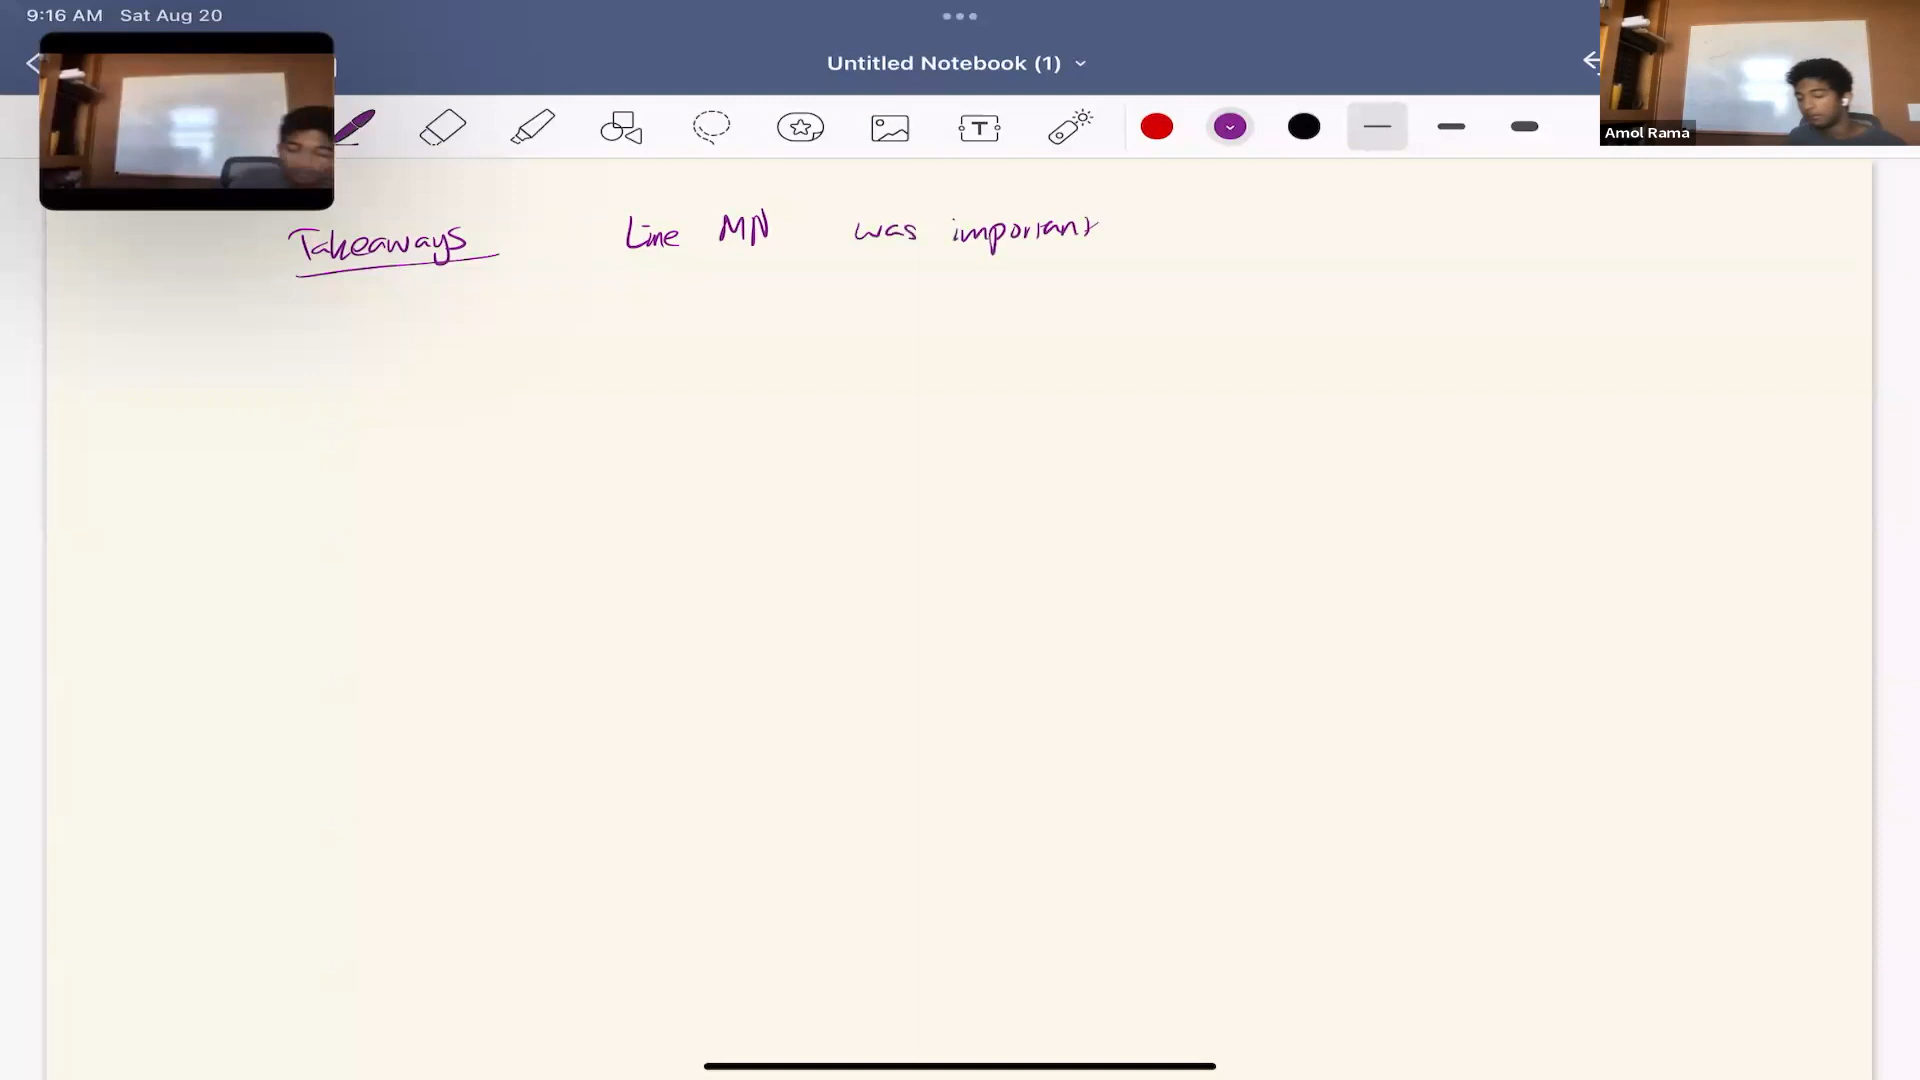 9:16 AM Sat Aug 20
Untitled Notebook (1)
Amol Rama
Takeaways Line MN was important